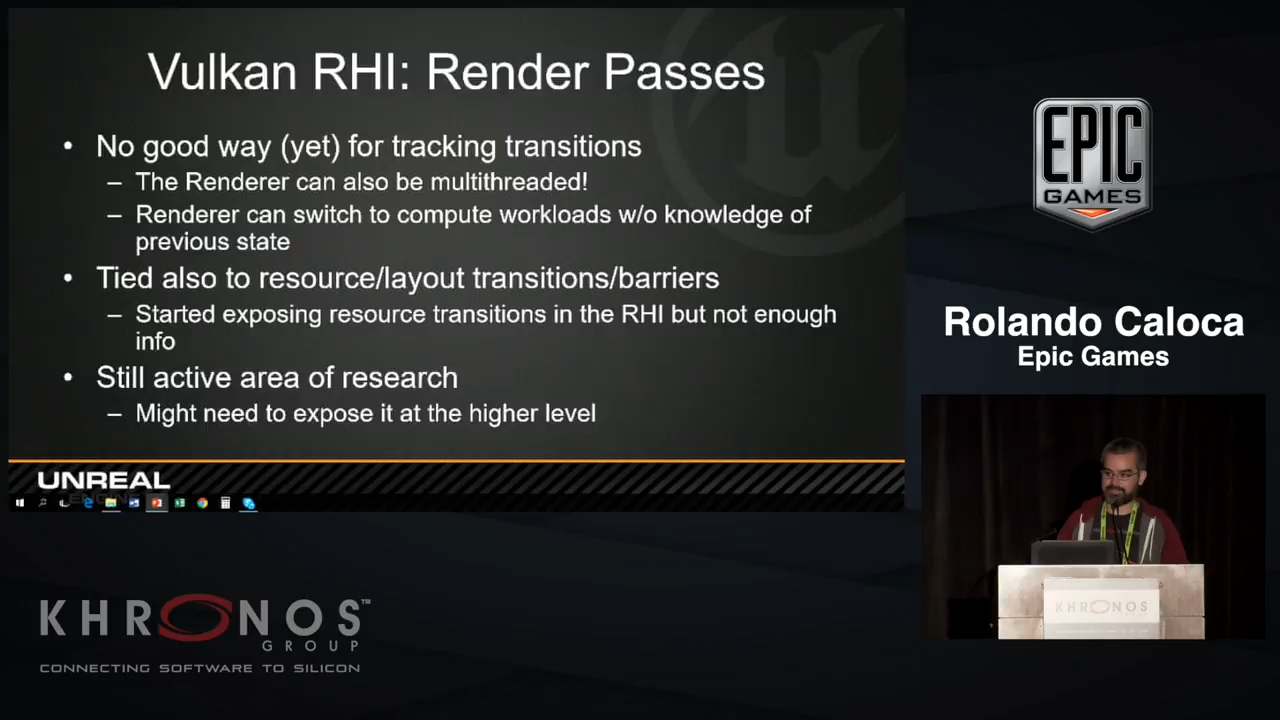 Vulkan RHI: Render Passes
• No good way (yet) for tracking transitions
– The Renderer can also be multithreaded!
– Renderer can switch to compute workloads w/o knowledge of
previous state
• Tied also to resource/layout transitions/barriers
– Started exposing resource transitions in the RHI but not enough
info
• Still active area of research
– Might need to expose it at the higher level
UNREAL
ENGINE
EPIC
GAMES
Rolando Caloca
Epic Games
KHRONOS
KHRONOS™
GROUP
CONNECTING SOFTWARE TO SILICON